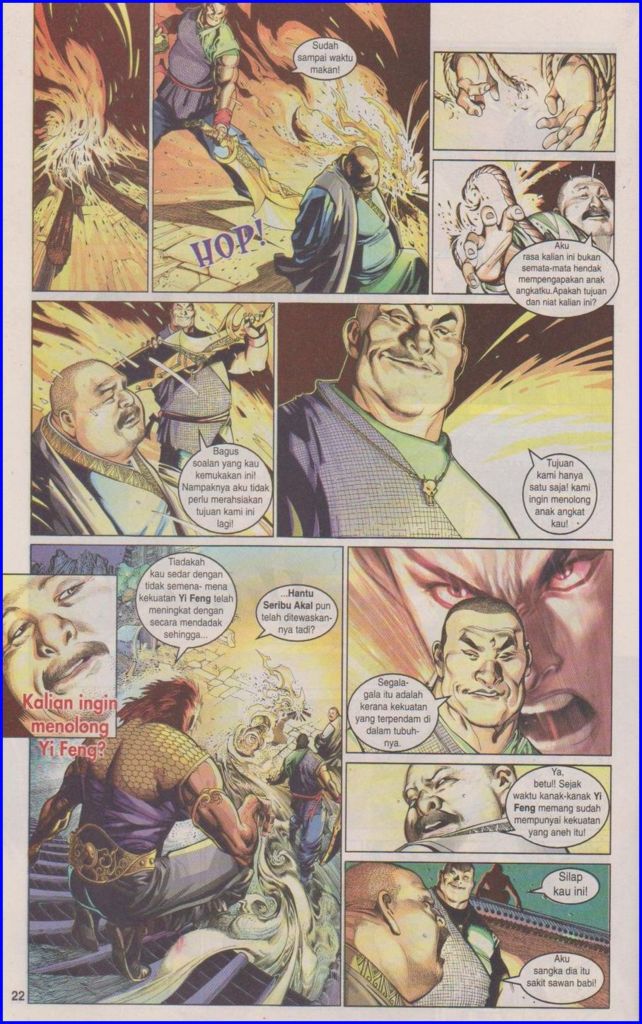 Sudah
sampai waktu
makan!
HOP!
Aku
rasa kalian ini bukan
semata-mata hendak
mempengapakan anak
angkatku.Apakah tujuan
dan niat kalian ini?
Bagus
soalan yang kau
kemukakan ini!
Nampaknya aku tidak
perlu merahsiakan
tujuan kami ini
lagi!
Tujuan
kami hanya
satu saja! kami
ingin menolong
anak angkat
kau!
Kalian ingin
menolong
Yi Feng?
Tiadakah
kau sedar dengan
tidak semena- mena
kekuatan Yi Feng telah
meningkat dengan
secara mendadak
sehingga...
...Hantu
Seribu Akal pun
telah ditewaskan-
nya tadi?
Segala-
gala itu adalah
kerana kekuatan
yang terpendam di
dalam tubuh-
nya.
Ya,
betul! Sejak
waktu kanak-kanak Yi
Feng memang sudah
mempunyai kekuatan
yang aneh itu!
Silap
kau ini!
Aku
sangka dia itu
sakit sawan babi!
22